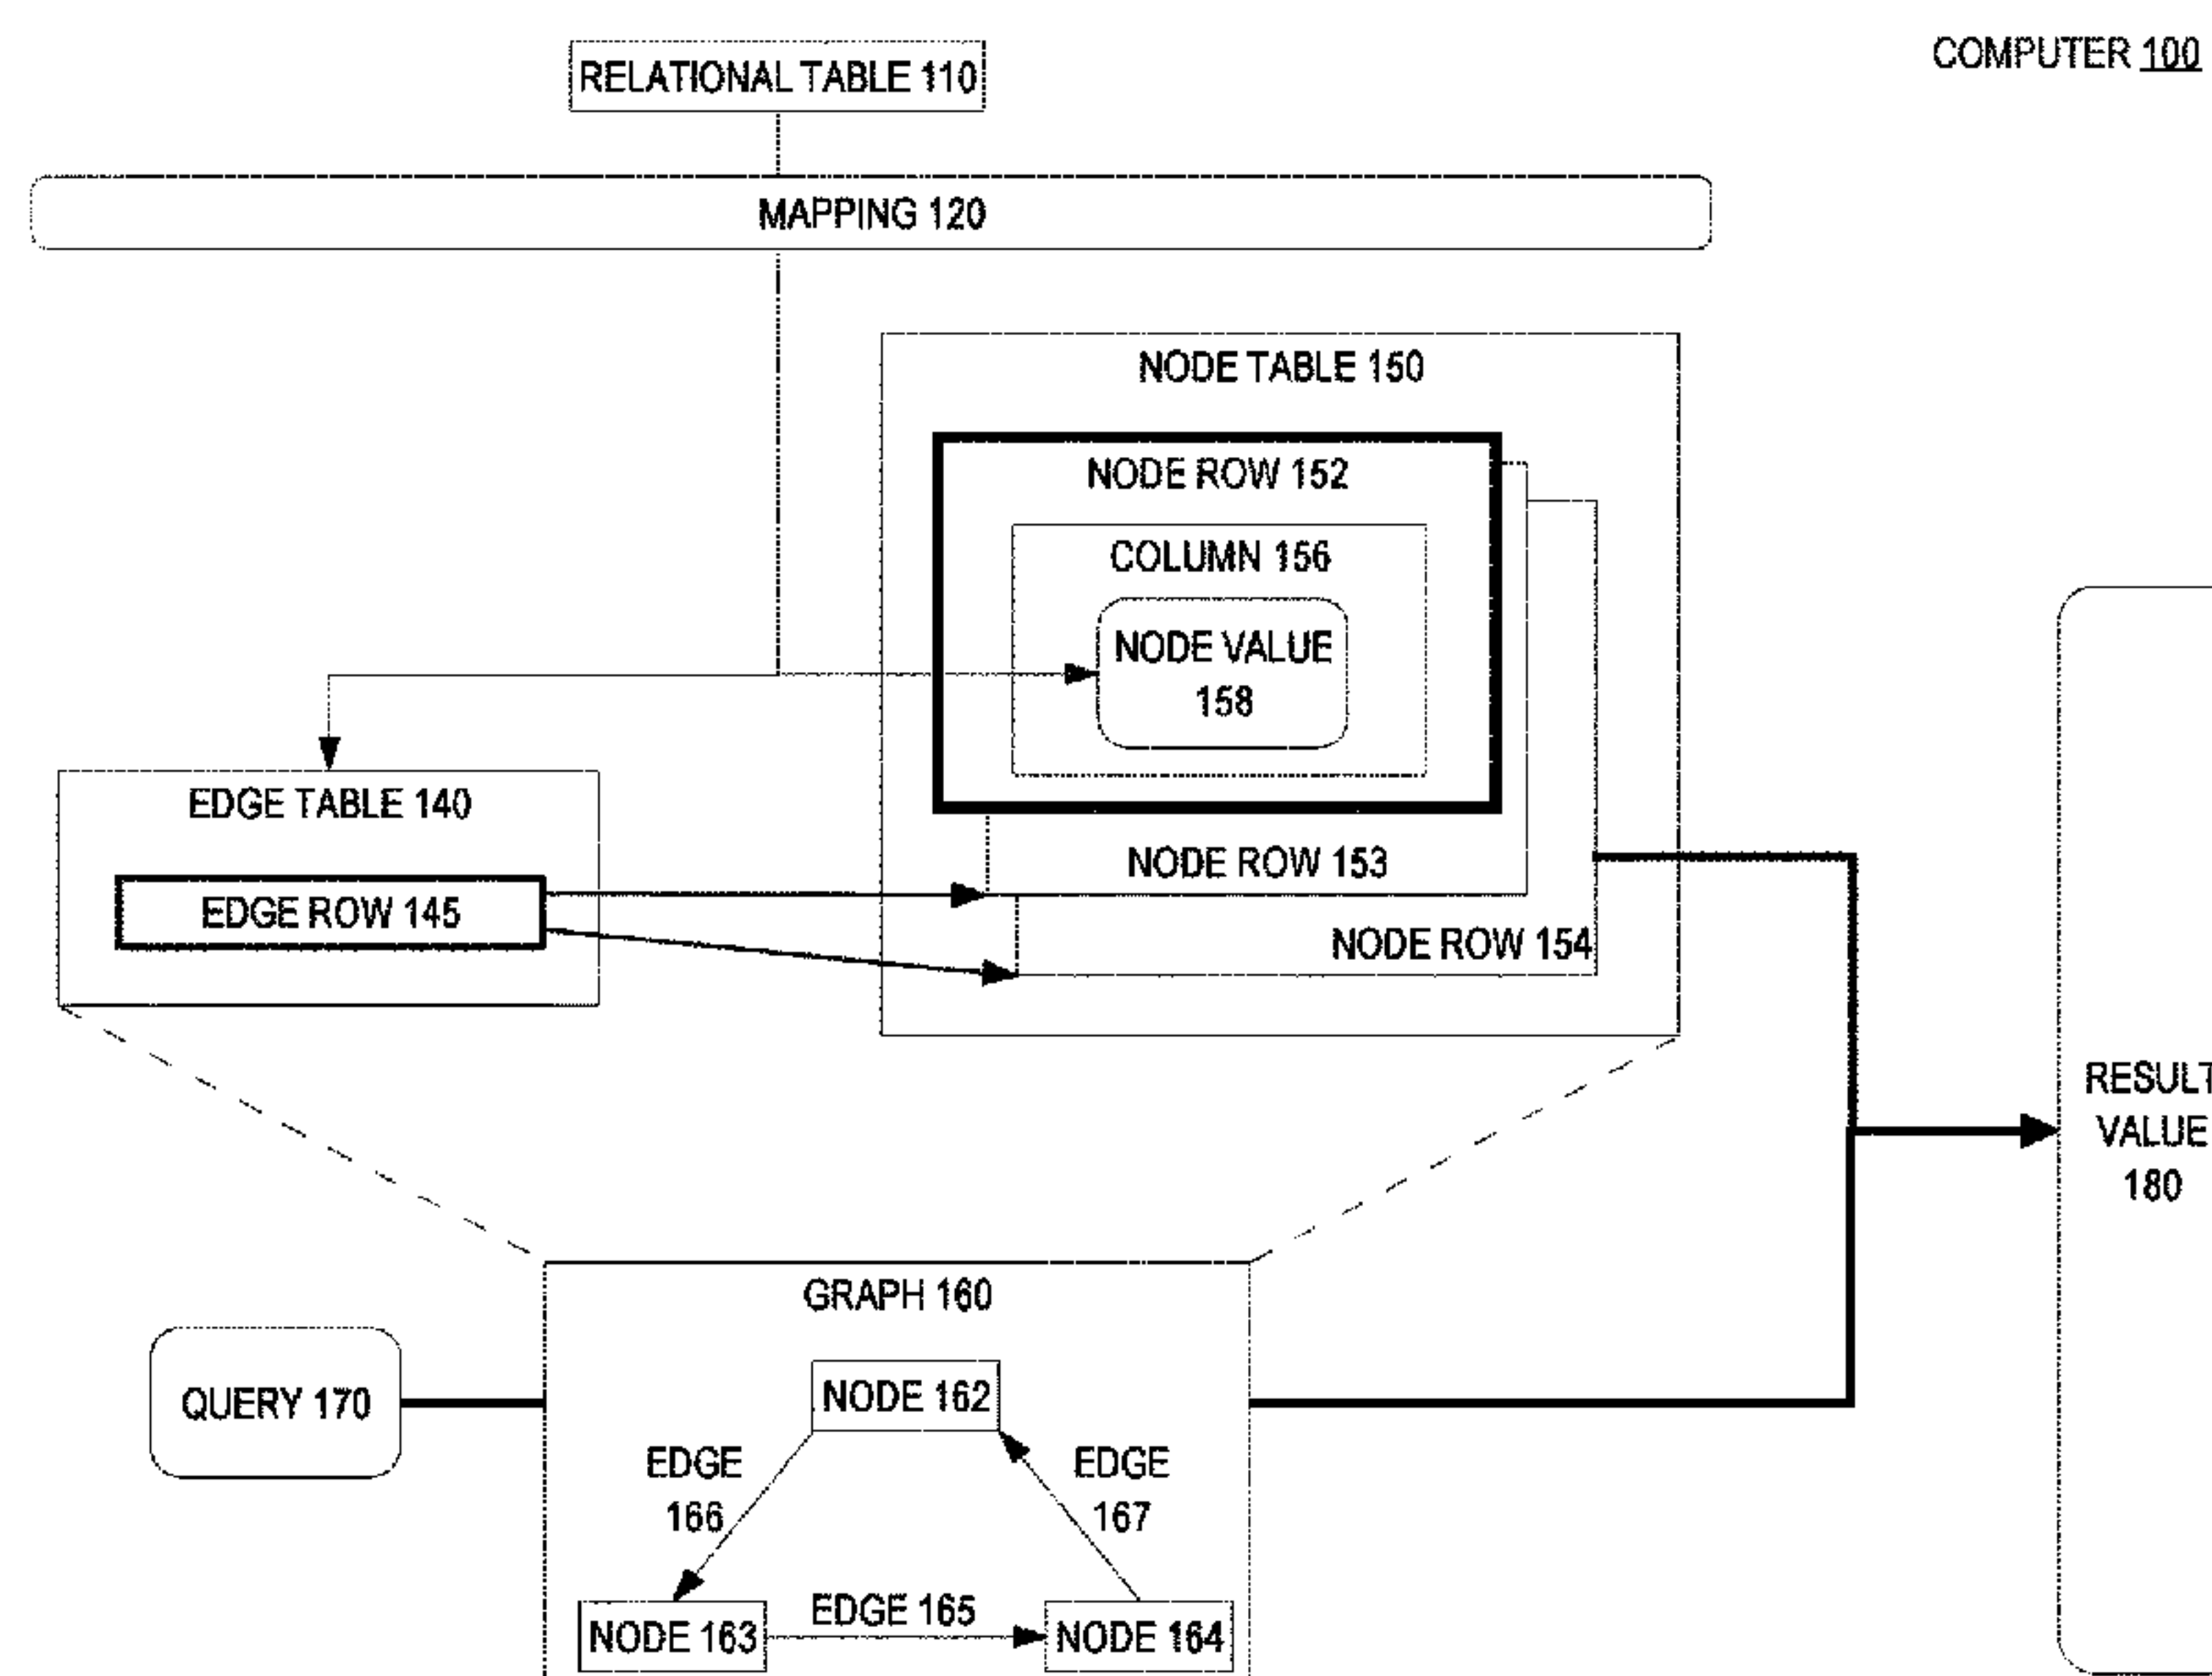 COMPUTER 100
RELATIONAL TABLE 110
MAPPING 120
NODE TABLE 150
NODE ROW 152
COLUMN 156
NODE VALUE
158
EDGE TABLE 140
NODE ROW 153
EDGE ROW 145
NODE ROW 154
RESULT
VALUE
180
GRAPH 160
QUERY 170
NODE 162
EDGE
166
EDGE
167
EDGE 165
NODE 163
NODE 164